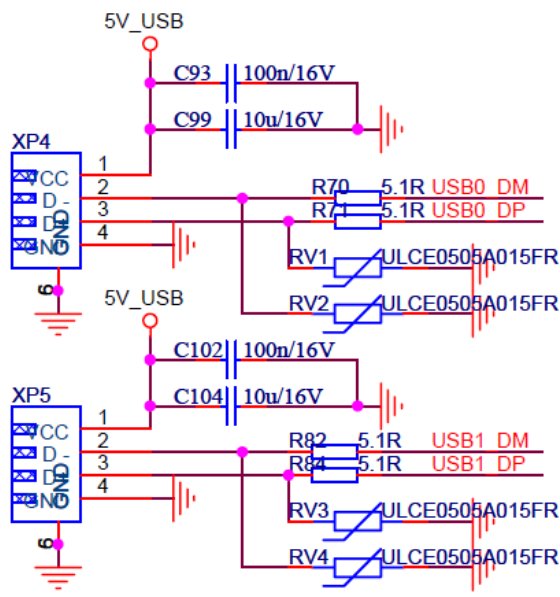 5V_USB
C93 100n/16V
C99 10u/16V
XP4
1
VCC
2
D-
R70 5.1R USB0_DM
3
R71 5.1R USB0_DP
GND
4
RV1 ULCE0505A015FR
6
RV2 ULCE0505A015FR
5V_USB
C102 100n/16V
C104 10u/16V
XP5
1
VCC
2
D-
R82 5.1R USB1_DM
3
R84 5.1R USB1_DP
GND
4
RV3 ULCE0505A015FR
6
RV4 ULCE0505A015FR